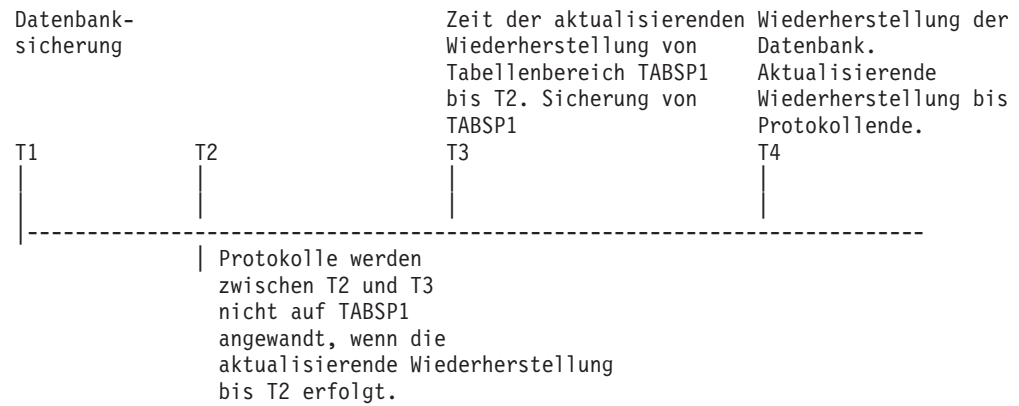 Datenbank-
sicherung
Zeit der aktualisierenden
Wiederherstellung von
Tabellenbereich TABSP1
bis T2. Sicherung von
TABSP1
Wiederherstellung der
Datenbank.
Aktualisierende
Wiederherstellung bis
Protokollende.
T1 T2 T3 T4
Protokolle werden
zwischen T2 und T3
nicht auf TABSP1
angewandt, wenn die
aktualisierende Wiederherstellung
bis T2 erfolgt.